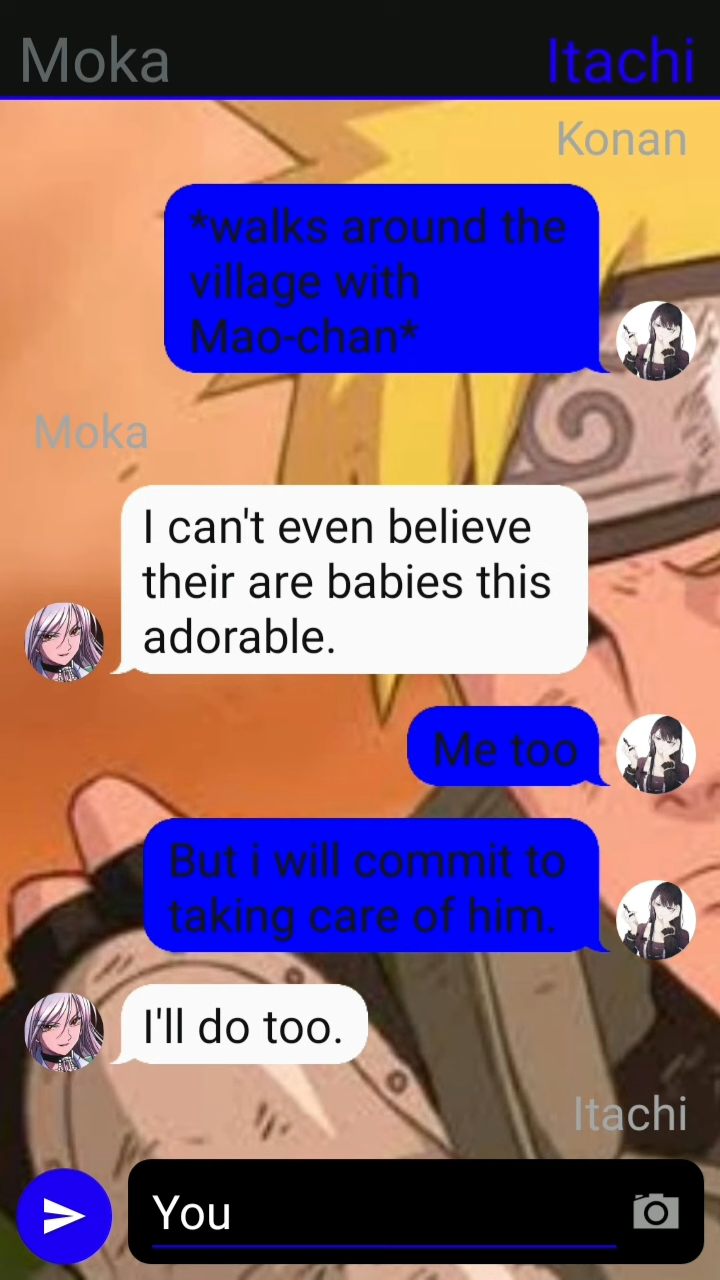 Moka
Itachi
Konan
*walks around the
village with
Mao-chan*
Moka
I can't even believe
their are babies this
adorable.
Me too
But i will commit to
taking care of him.
I'll do too.
Itachi
You